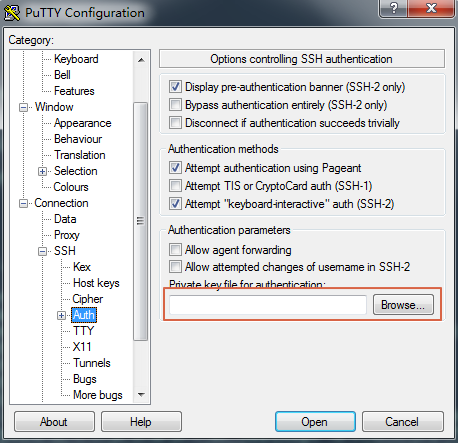 PuTTY Configuration
?
Category:
Keyboard
Bell
Features
Window
Appearance
Behaviour
Translation
Selection
Colours
Connection
Data
Proxy
SSH
Kex
Host keys
Cipher
Auth
TTY
X11
Tunnels
Bugs
More bugs
Options controlling SSH authentication
Display pre-authentication banner (SSH-2 only)
Bypass authentication entirely (SSH-2 only)
Disconnect if authentication succeeds trivially
Authentication methods
Attempt authentication using Pageant
Attempt TIS or CryptoCard auth (SSH-1)
Attempt "keyboard-interactive" auth (SSH-2)
Authentication parameters
Allow agent forwarding
Allow attempted changes of username in SSH-2
Private key file for authentication:
Browse...
About
Help
Open
Cancel